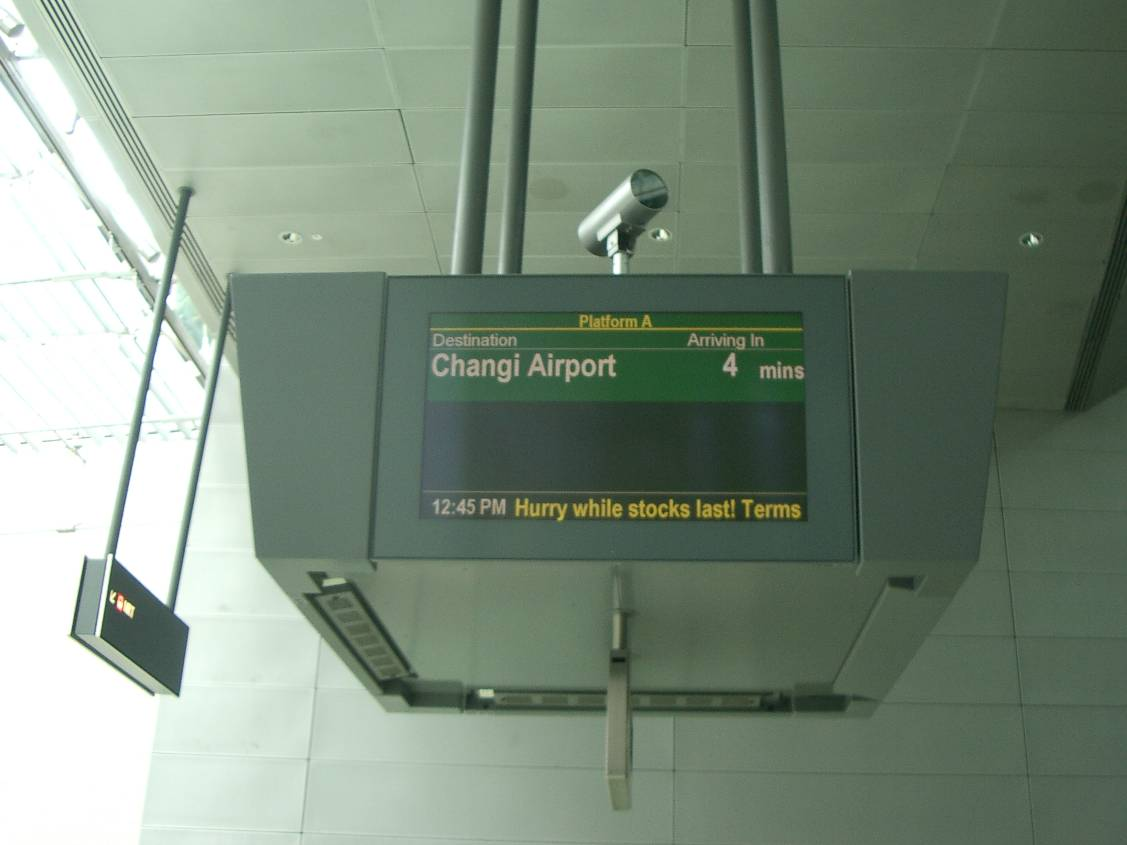 Platform A
Destination Arriving In
Changi Airport 4 mins
12:45 PM Hurry while stocks last! Terms